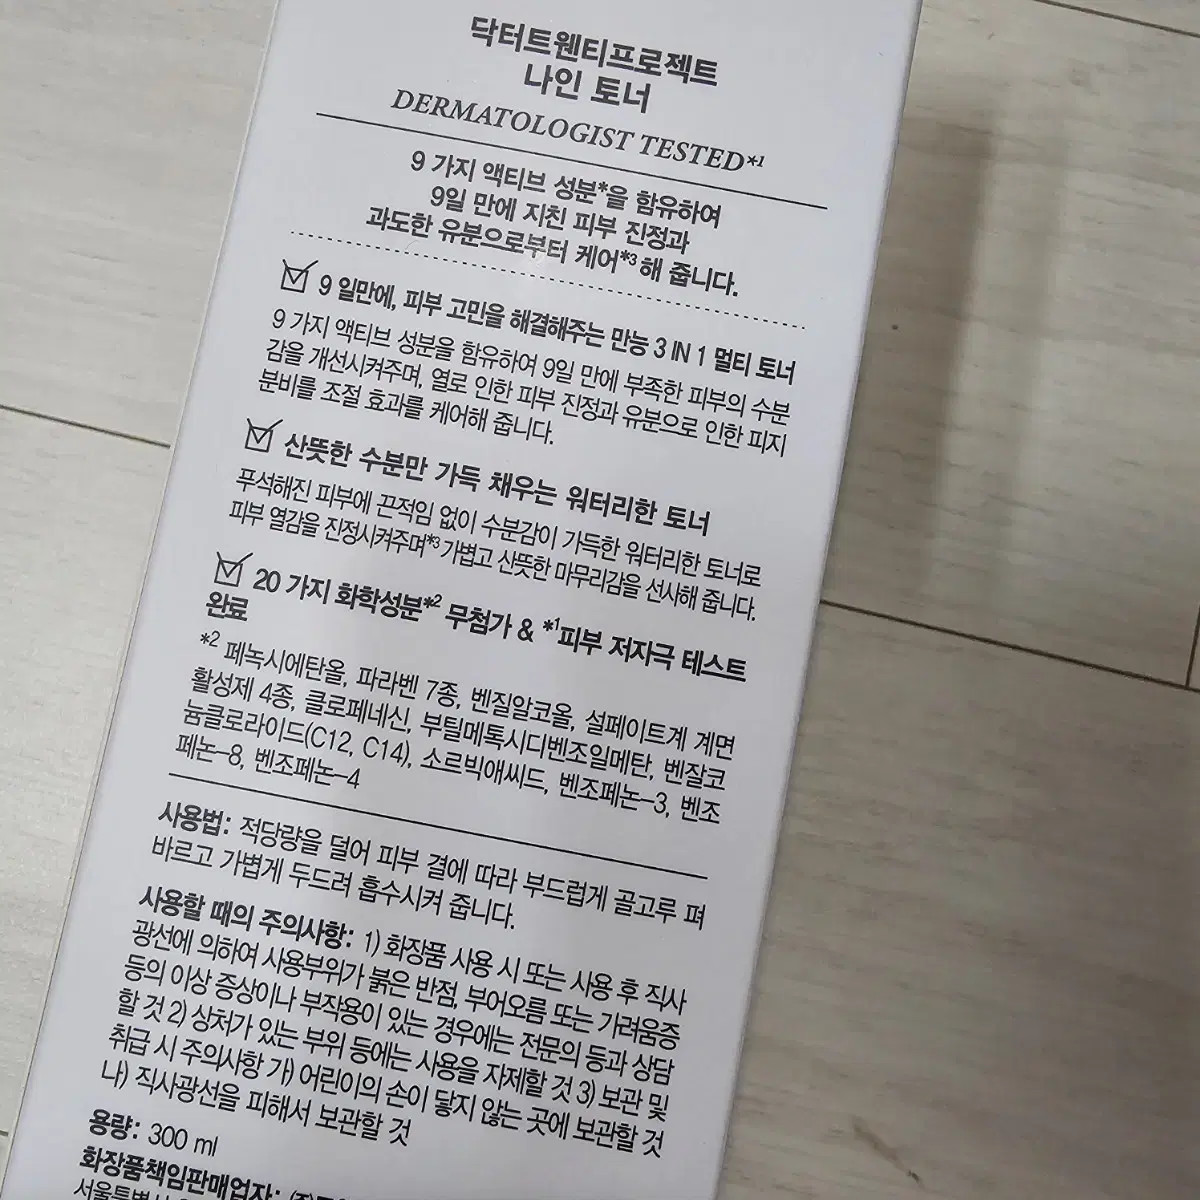 닥터트웬티프로젝트
나인 토너
DERMATOLOGIST TESTED*1
9 가지 액티브 성분*을 함유하여
9일 만에 지친 피부 진정과
과도한 유분으로부터 케어*3해 줍니다.
9 일만에, 피부 고민을 해결해주는 만능 3 IN 1 멀티 토너
9 가지 액티브 성분을 함유하여 9일 만에 부족한 피부의 수분
감을 개선시켜주며, 열로 인한 피부 진정과 유분으로 인한 피지
분비를 조절 효과를 케어해 줍니다.
산뜻한 수분만 가득 채우는 워터리한 토너
푸석해진 피부에 끈적임 없이 수분감이 가득한 워터리한 토너로
피부 열감을 진정시켜주며*3 가볍고 산뜻한 마무리감을 선사해 줍니다.
20 가지 화학성분*2 무첨가 & *1피부 저자극 테스트
완료
*2 페녹시에탄올, 파라벤 7종, 벤질알코올, 설페이트계 계면
활성제 4종, 클로페네신, 부틸메톡시디벤조일메탄, 벤잘코
늄클로라이드(C12, C14), 소르빅애씨드, 벤조페논-3, 벤조
페논-8, 벤조페논-4
사용법: 적당량을 덜어 피부 결에 따라 부드럽게 골고루 펴
바르고 가볍게 두드려 흡수시켜 줍니다.
사용할 때의 주의사항: 1) 화장품 사용 시 또는 사용 후 직사
광선에 의하여 사용부위가 붉은 반점, 부어오름 또는 가려움증
등의 이상 증상이나 부작용이 있는 경우에는 전문의 등과 상담
할 것 2) 상처가 있는 부위 등에는 사용을 자제할 것 3) 보관 및
취급 시 주의사항 가) 어린이의 손이 닿지 않는 곳에 보관할 것
나) 직사광선을 피해서 보관할 것
용량: 300 ml
화장품책임판매업자:
서울특별시